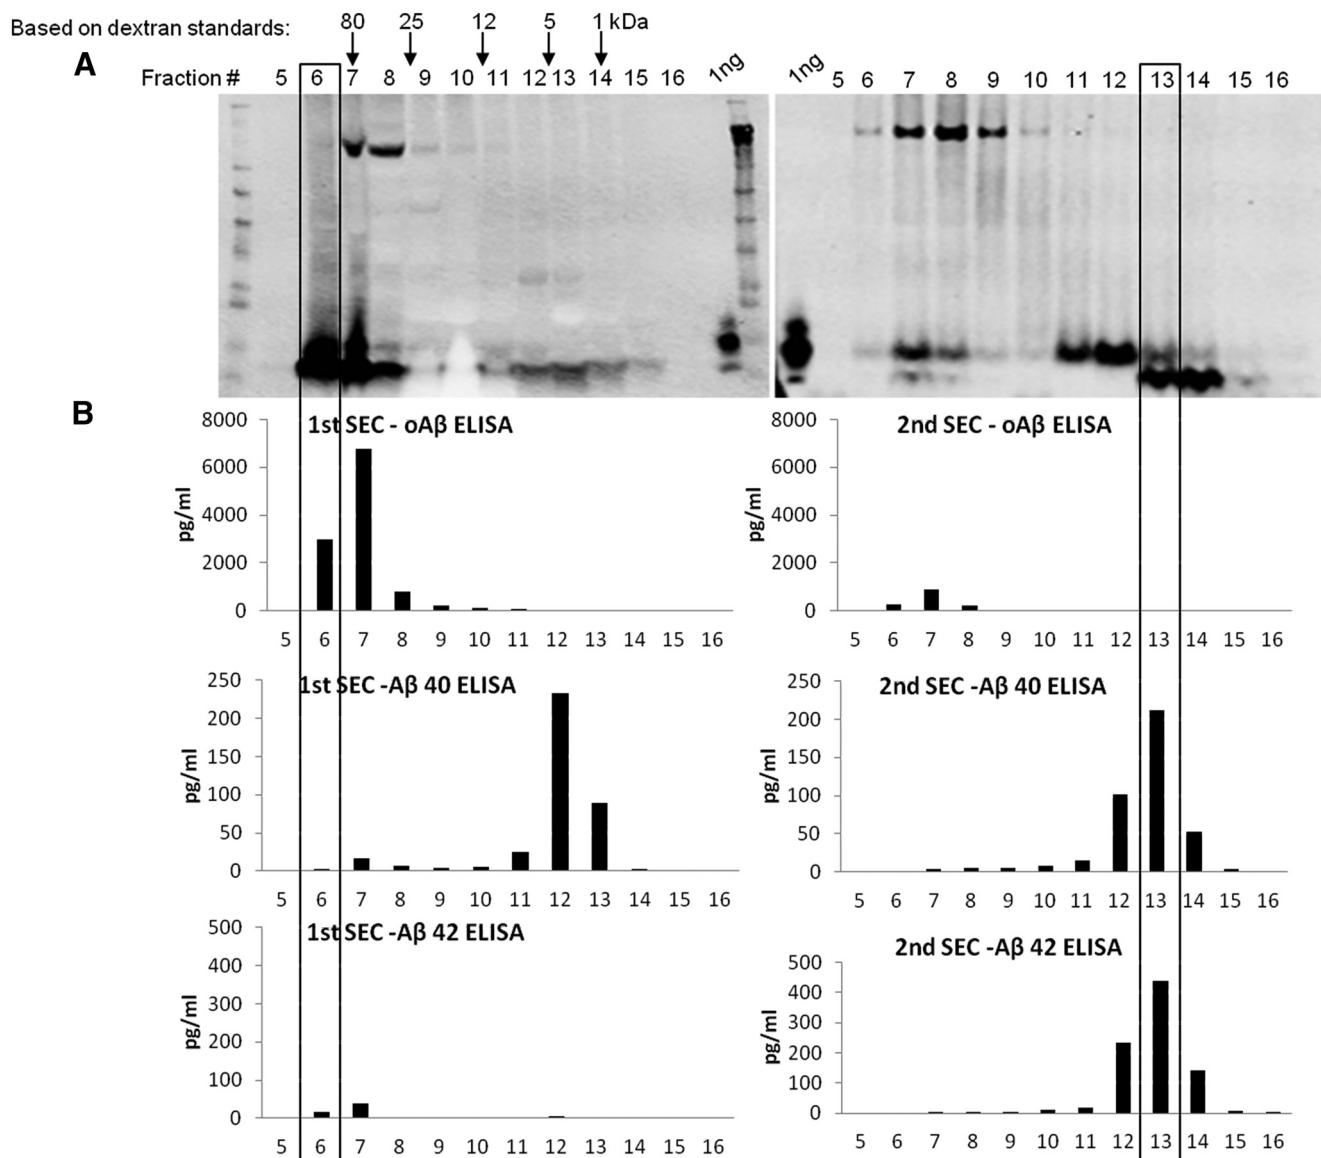 Based on dextran standards: 80 25 12 5 1 kDa
A
Fraction # 5 6 7 8 9 10 11 12 13 14 15 16 1ng
1ng 5 6 7 8 9 10 11 12 13 14 15 16
B
1st SEC - oAβ ELISA
pg/ml
8000
6000
4000
2000
0
5 6 7 8 9 10 11 12 13 14 15 16
2nd SEC - oAβ ELISA
pg/ml
8000
6000
4000
2000
0
5 6 7 8 9 10 11 12 13 14 15 16
1st SEC -Aβ 40 ELISA
pg/ml
250
200
150
100
50
0
5 6 7 8 9 10 11 12 13 14 15 16
2nd SEC -Aβ 40 ELISA
pg/ml
250
200
150
100
50
0
5 6 7 8 9 10 11 12 13 14 15 16
1st SEC -Aβ 42 ELISA
pg/ml
500
400
300
200
100
0
5 6 7 8 9 10 11 12 13 14 15 16
2nd SEC -Aβ 42 ELISA
pg/ml
500
400
300
200
100
0
5 6 7 8 9 10 11 12 13 14 15 16